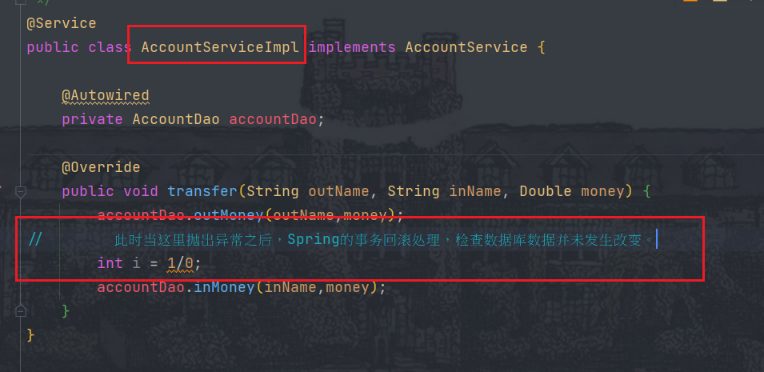 */
@Service
public class AccountServiceImpl implements AccountService {
@Autowired
private AccountDao accountDao;
@Override
public void transfer(String outName, String inName, Double money) {
accountDao.outMoney(outName,money);
// 此时当这里抛出异常之后，Spring的事务回滚处理，检查数据库数据并未发生改变。
int i = 1/0;
accountDao.inMoney(inName,money);
}
}